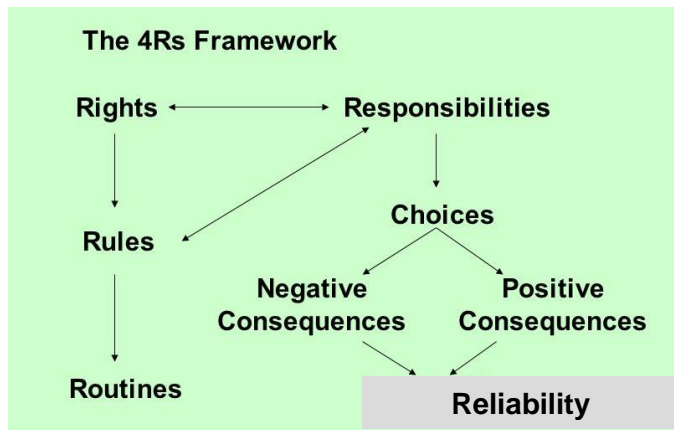 The 4Rs Framework
Rights
Responsibilities
Choices
Rules
Negative
Consequences
Positive
Consequences
Routines
Reliability